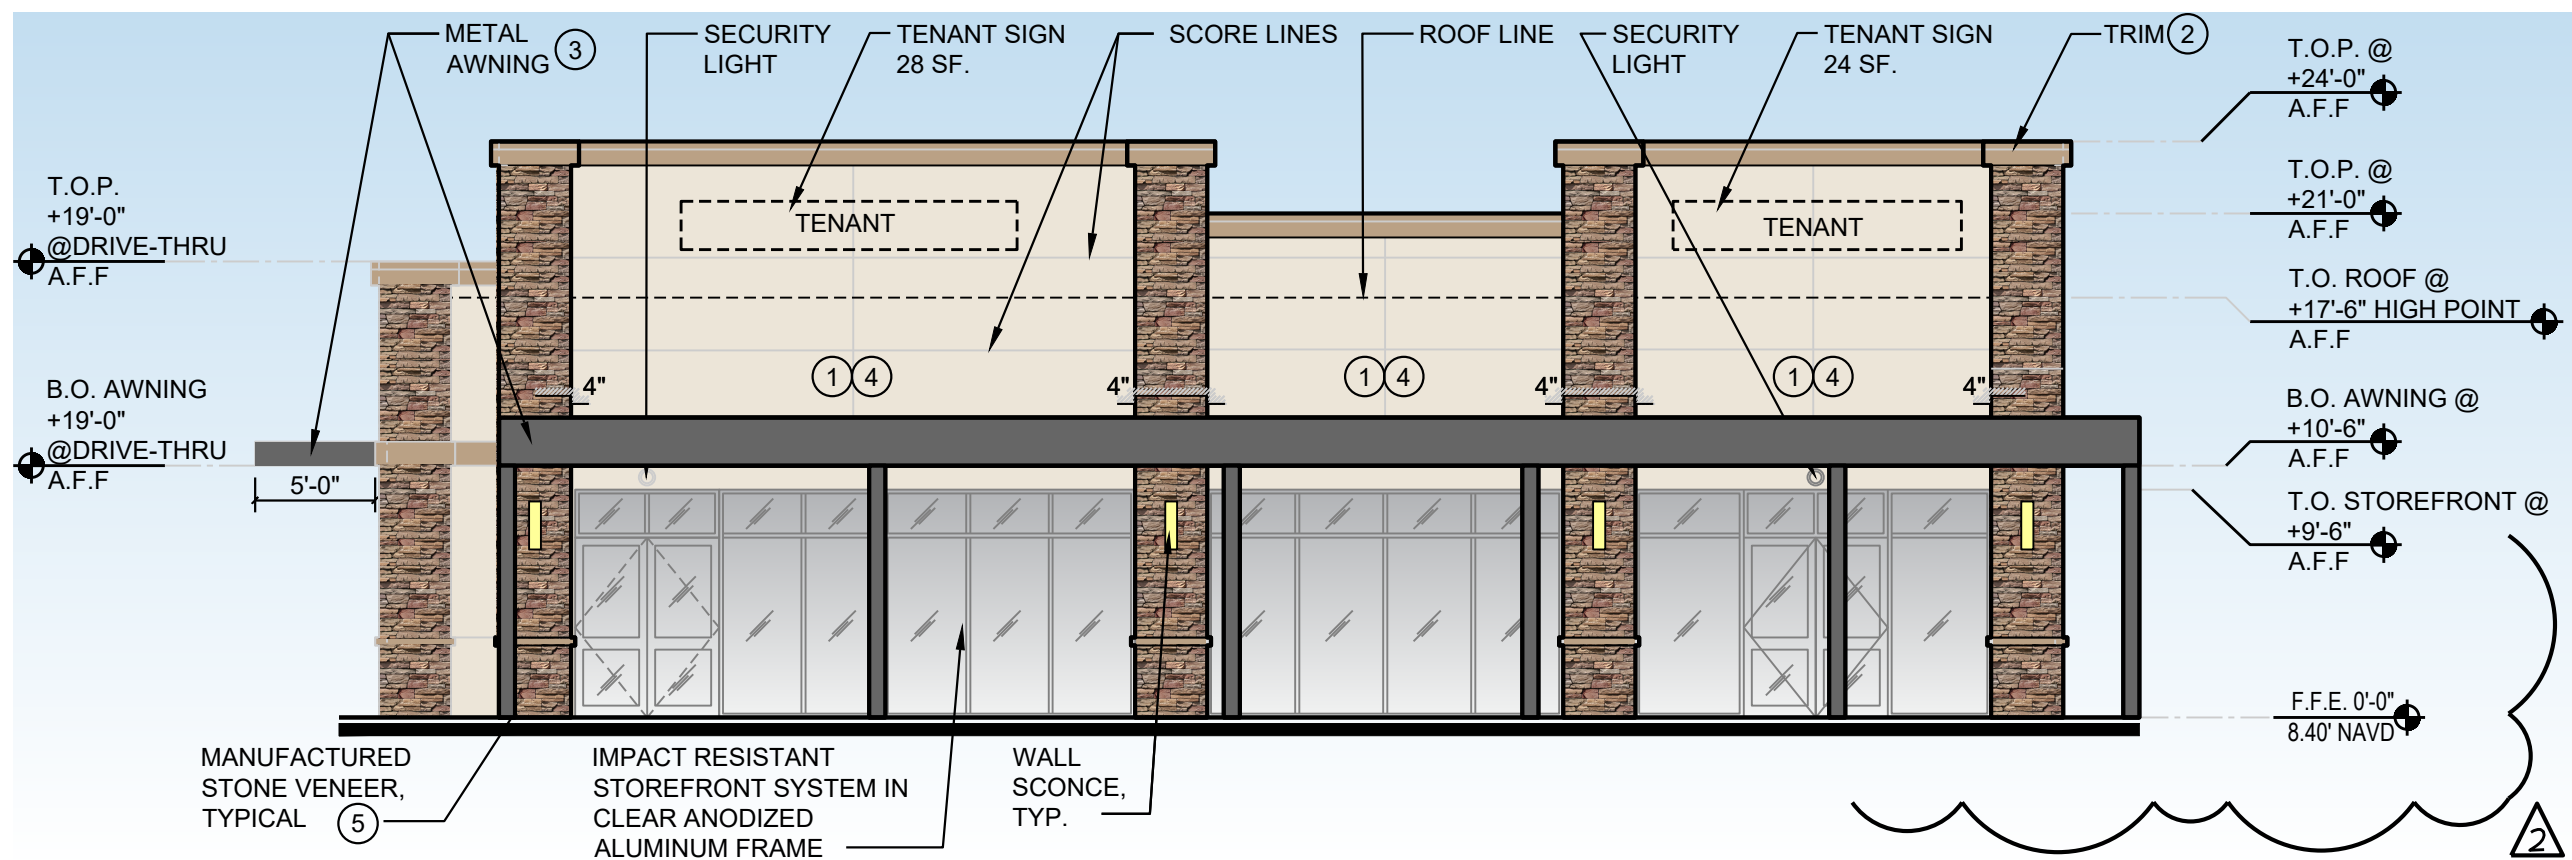 METAL
AWNING 3
SECURITY
LIGHT
TENANT SIGN
28 SF.
SCORE LINES
ROOF LINE
SECURITY
LIGHT
TENANT SIGN
24 SF.
TRIM 2
T.O.P. @
+24'-0"
A.F.F
T.O.P. @
+21'-0"
A.F.F
T.O. ROOF @
+17'-6" HIGH POINT
A.F.F
B.O. AWNING @
+10'-6"
A.F.F
T.O. STOREFRONT @
+9'-6"
A.F.F
F.F.E. 0'-0"
8.40' NAVD
T.O.P.
+19'-0"
@DRIVE-THRU
A.F.F
B.O. AWNING
+19'-0"
@DRIVE-THRU
A.F.F
5'-0"
TENANT
TENANT
1 4
1 4
1 4
4"
4"
4"
4"
MANUFACTURED
STONE VENEER,
TYPICAL 5
IMPACT RESISTANT
STOREFRONT SYSTEM IN
CLEAR ANODIZED
ALUMINUM FRAME
WALL
SCONCE,
TYP.
2